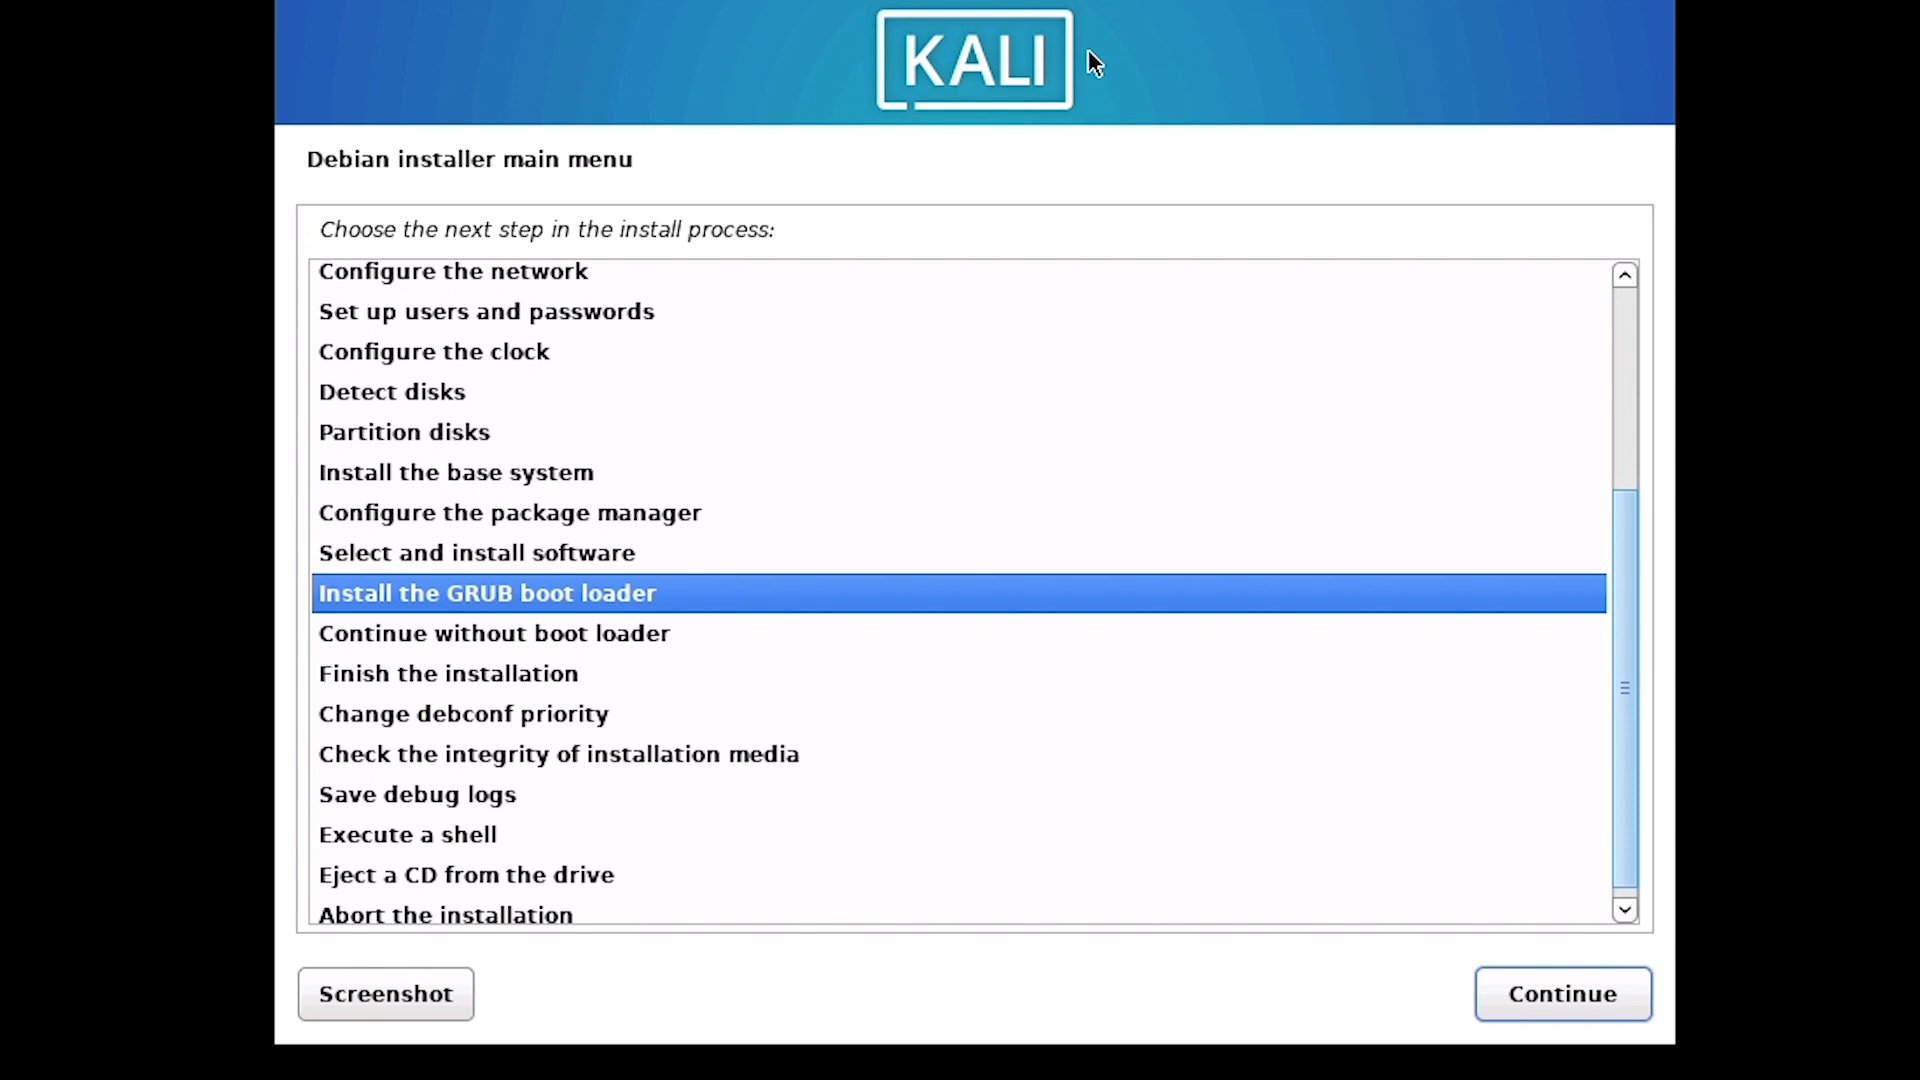 KALI
Debian installer main menu
Choose the next step in the install process:
Configure the network
Set up users and passwords
Configure the clock
Detect disks
Partition disks
Install the base system
Configure the package manager
Select and install software
Install the GRUB boot loader
Continue without boot loader
Finish the installation
Change debconf priority
Check the integrity of installation media
Save debug logs
Execute a shell
Eject a CD from the drive
Abort the installation
Screenshot
Continue